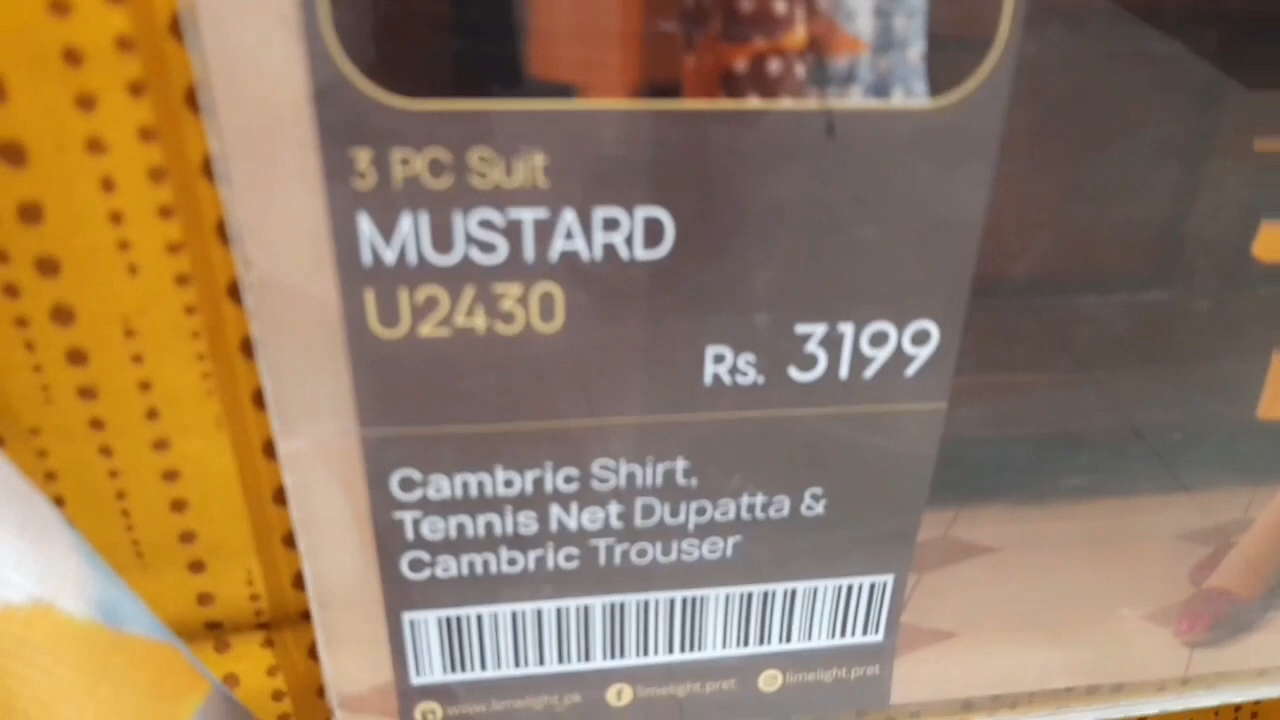 3 PC Suit
MUSTARD
U2430
Rs. 3199
Cambric Shirt,
Tennis Net Dupatta &
Cambric Trouser
www.limelight.pk limelight.pret limelight.pret